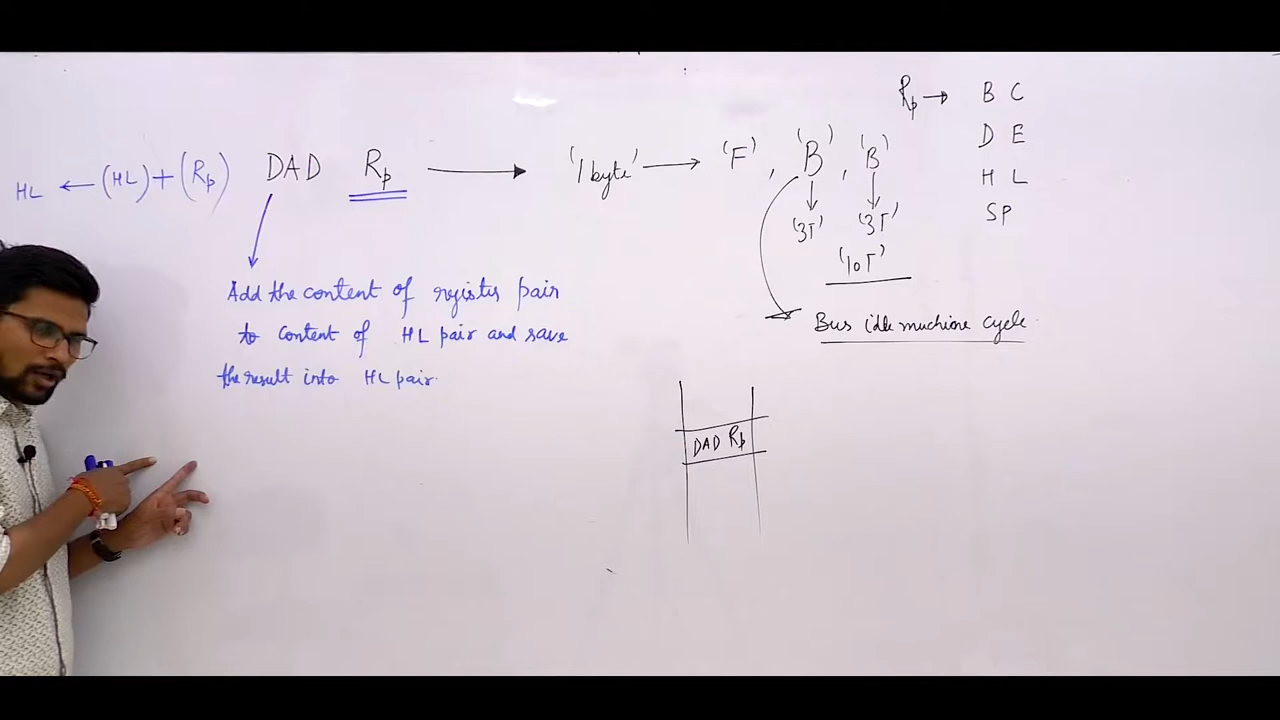 HL ← (HL) + (Rp) DAD Rp → '1 byte' → 'F', 'B', 'B'
'3T' '3T'
'10T'
Bus idle machine cycle
Rp → B C
D E
H L
SP
Add the content of register pair
to content of HL pair and save
the result into HL pair.
DAD Rp